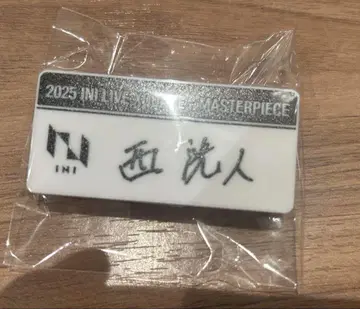 2025 INI LIVE MASTERPIECE
西 洸人
INI